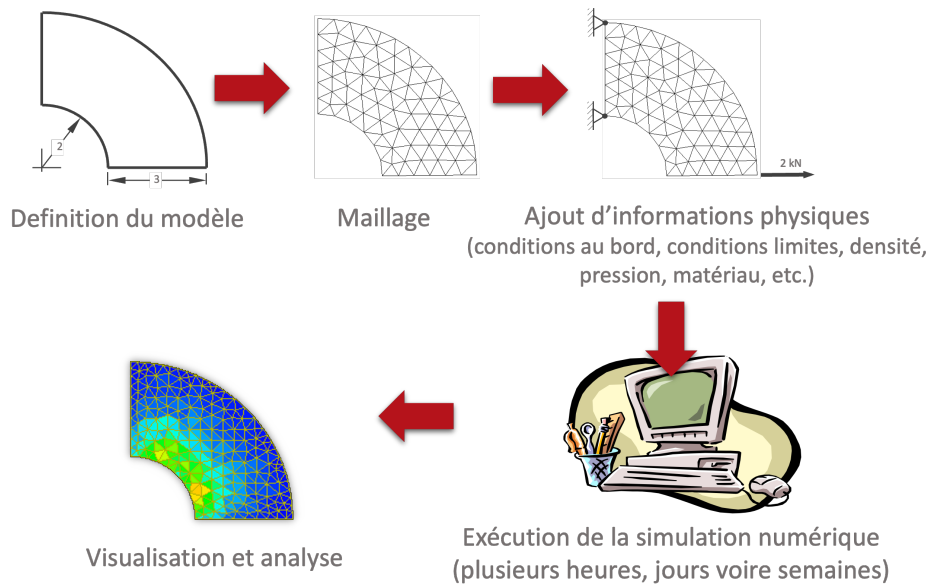 2
3
Definition du modèle
Maillage
2 kN
Ajout d'informations physiques
(conditions au bord, conditions limites, densité,
pression, matériau, etc.)
Exécution de la simulation numérique
(plusieurs heures, jours voire semaines)
Visualisation et analyse